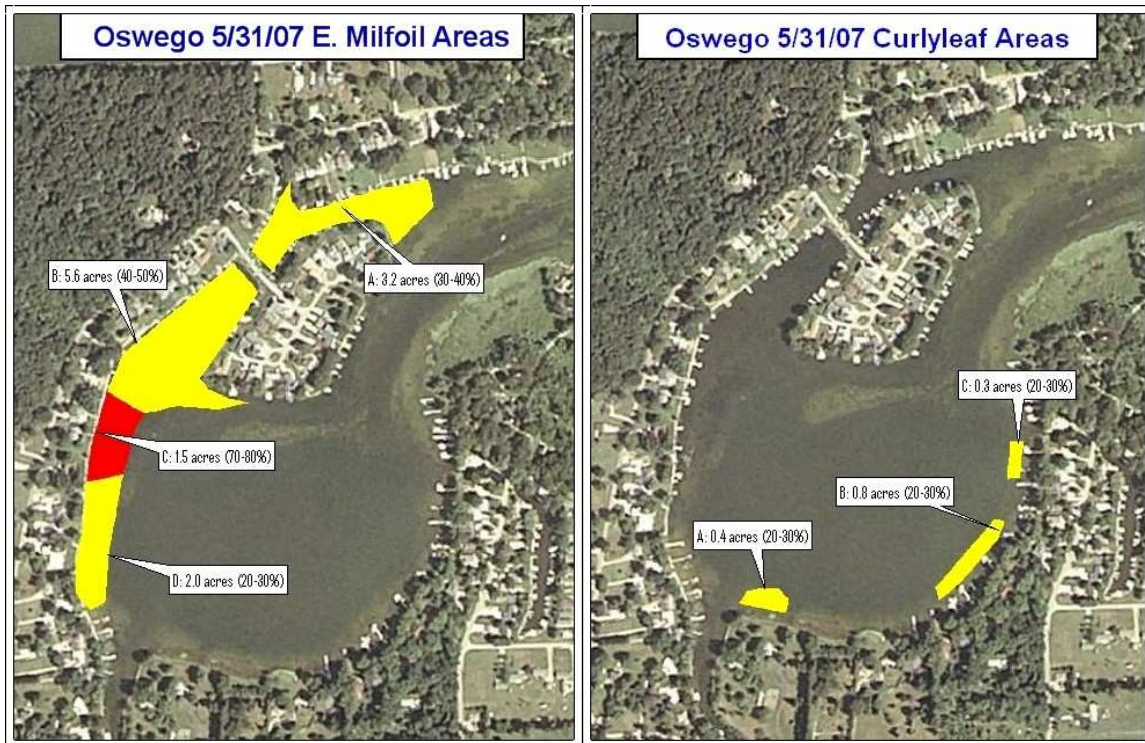 Oswego 5/31/07 E. Milfoil Areas
A: 3.2 acres (30-40%)
B: 5.6 acres (40-50%)
C: 1.5 acres (70-80%)
D: 2.0 acres (20-30%)
Oswego 5/31/07 Curlyleaf Areas
C: 0.3 acres (20-30%)
B: 0.8 acres (20-30%)
A: 0.4 acres (20-30%)